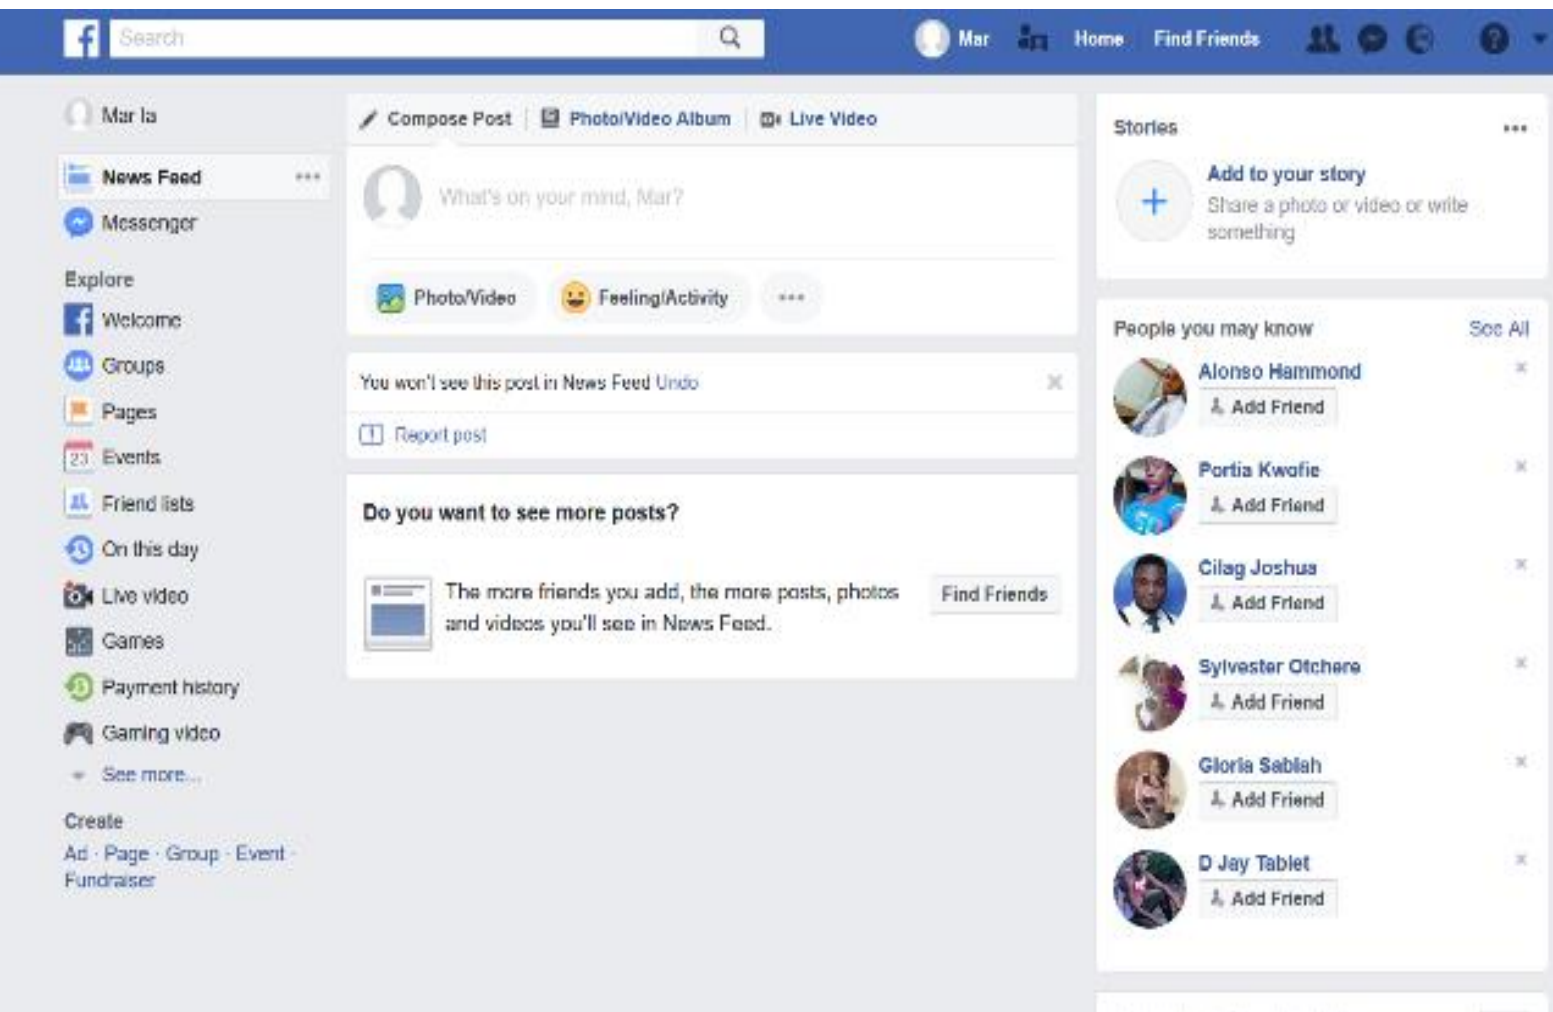 Search
Mar
Home
Find Friends
Mar Ia
News Feed
Messenger
Explore
Welcome
Groups
Pages
23
Events
Friend lists
On this day
Live video
Games
Payment history
Gaming video
See more...
Create
Ad · Page · Group · Event ·
Fundraiser
Compose Post
Photo/Video Album
Live Video
What's on your mind, Mar?
Photo/Video
Feeling/Activity
You won't see this post in News Feed Undo
Report post
Do you want to see more posts?
The more friends you add, the more posts, photos
and videos you'll see in News Feed.
Find Friends
Stories
Add to your story
Share a photo or video or write
something
People you may know
See All
Alonso Hammond
Add Friend
Portia Kwofie
Add Friend
Cilag Joshua
Add Friend
Sylvester Otchere
Add Friend
Gloria Sabiah
Add Friend
D Jay Tablet
Add Friend